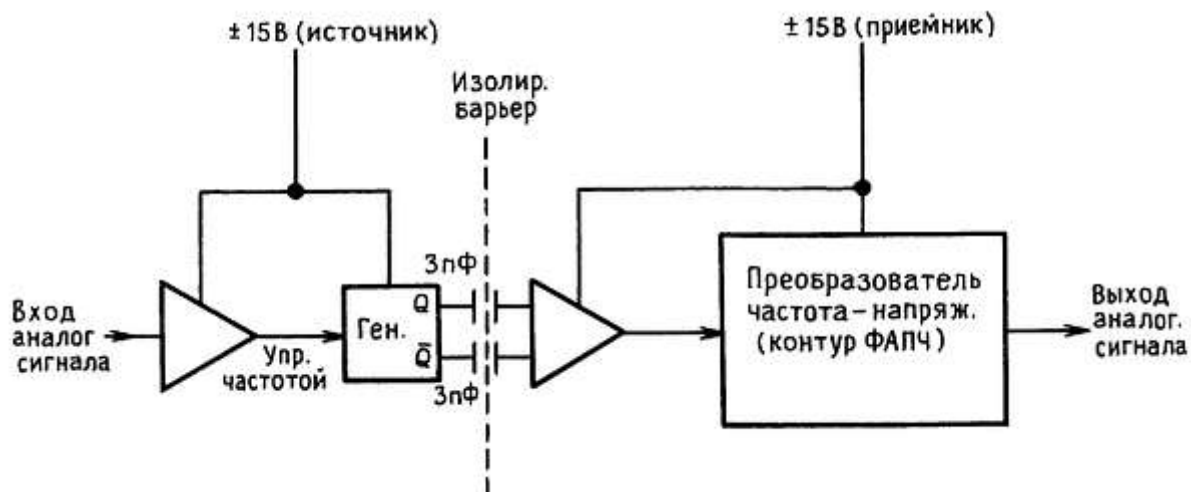 ± 15В (источник)
± 15В (приемник)
Изолир.
барьер
3пФ
Вход
аналог
сигнала
Упр.
частотой
Ген.
Q
Q̅
3пФ
Преобразователь
частота – напряж.
(контур ФАПЧ)
Выход
аналог.
сигнала